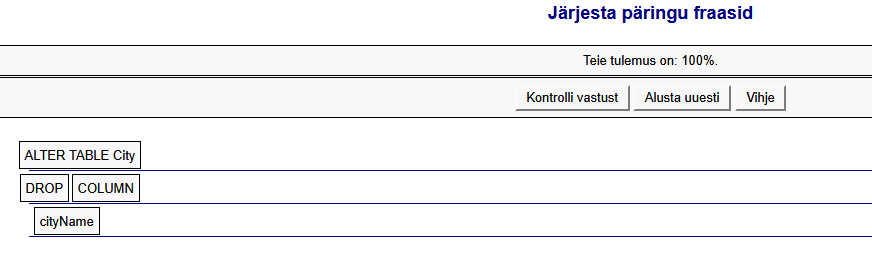 Järjesta päringu fraasid
Teie tulemus on: 100%.
Kontrolli vastust Alusta uuesti Vihje
ALTER TABLE City
DROP COLUMN
cityName